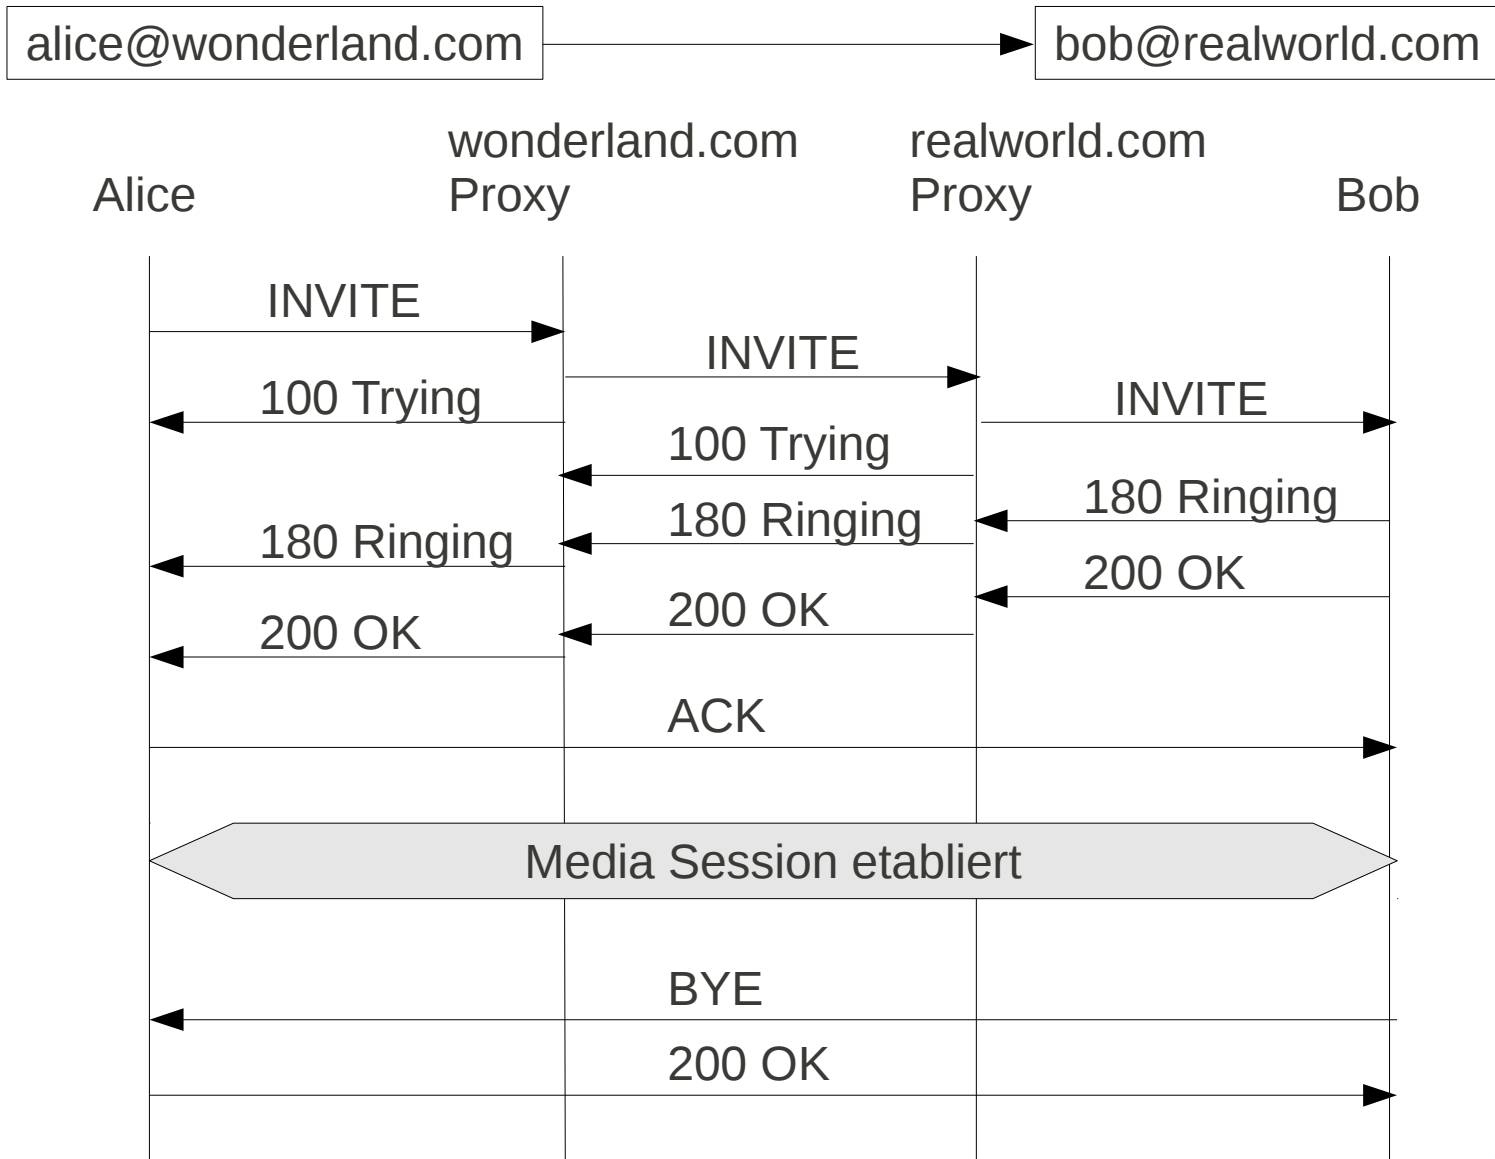 alice@wonderland.com
bob@realworld.com
wonderland.com
realworld.com
Alice
Proxy
Proxy
Bob
INVITE
INVITE
100 Trying
INVITE
100 Trying
180 Ringing
180 Ringing
180 Ringing
200 OK
200 OK
200 OK
ACK
Media Session etabliert
BYE
200 OK